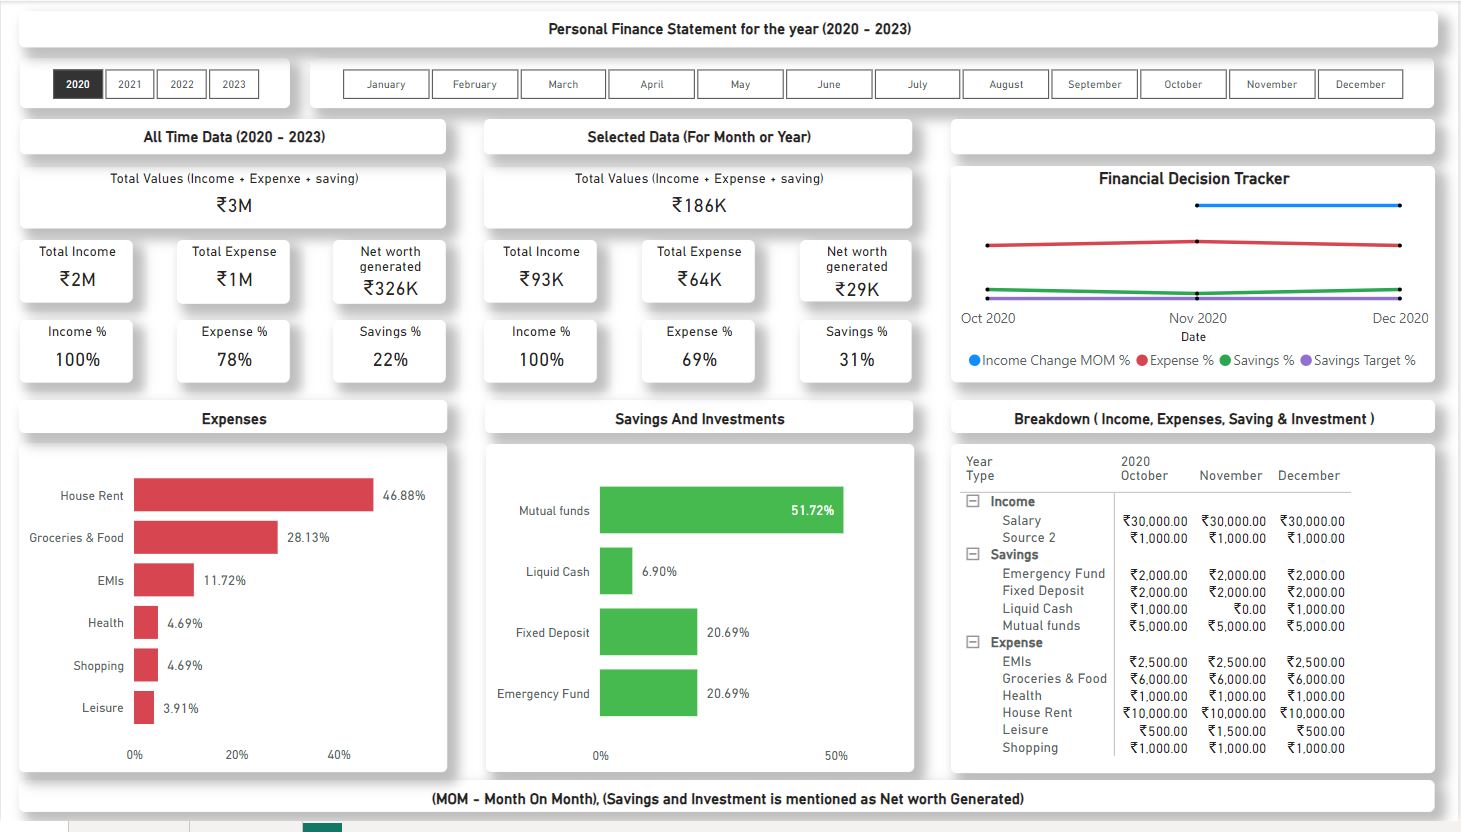 Personal Finance Statement for the year (2020 - 2023)
2020 2021 2022 2023
January February March April May June July August September October November December
All Time Data (2020 - 2023)
Total Values (Income + Expenxe + saving)
₹3M
Total Income
₹2M
Total Expense
₹1M
Net worth
generated
₹326K
Income %
100%
Expense %
78%
Savings %
22%
Selected Data (For Month or Year)
Total Values (Income + Expense + saving)
₹186K
Total Income
₹93K
Total Expense
₹64K
Net worth
generated
₹29K
Income %
100%
Expense %
69%
Savings %
31%
Financial Decision Tracker
Oct 2020 Nov 2020 Dec 2020
Date
Income Change MOM % Expense % Savings % Savings Target %
Expenses
House Rent 46.88%
Groceries & Food 28.13%
EMIs 11.72%
Health 4.69%
Shopping 4.69%
Leisure 3.91%
0% 20% 40%
Savings And Investments
Mutual funds 51.72%
Liquid Cash 6.90%
Fixed Deposit 20.69%
Emergency Fund 20.69%
0% 50%
Breakdown ( Income, Expenses, Saving & Investment )
Year 2020
Type October November December
Income
Salary ₹30,000.00 ₹30,000.00 ₹30,000.00
Source 2 ₹1,000.00 ₹1,000.00 ₹1,000.00
Savings
Emergency Fund ₹2,000.00 ₹2,000.00 ₹2,000.00
Fixed Deposit ₹2,000.00 ₹2,000.00 ₹2,000.00
Liquid Cash ₹1,000.00 ₹0.00 ₹1,000.00
Mutual funds ₹5,000.00 ₹5,000.00 ₹5,000.00
Expense
EMIs ₹2,500.00 ₹2,500.00 ₹2,500.00
Groceries & Food ₹6,000.00 ₹6,000.00 ₹6,000.00
Health ₹1,000.00 ₹1,000.00 ₹1,000.00
House Rent ₹10,000.00 ₹10,000.00 ₹10,000.00
Leisure ₹500.00 ₹1,500.00 ₹500.00
Shopping ₹1,000.00 ₹1,000.00 ₹1,000.00
(MOM - Month On Month), (Savings and Investment is mentioned as Net worth Generated)